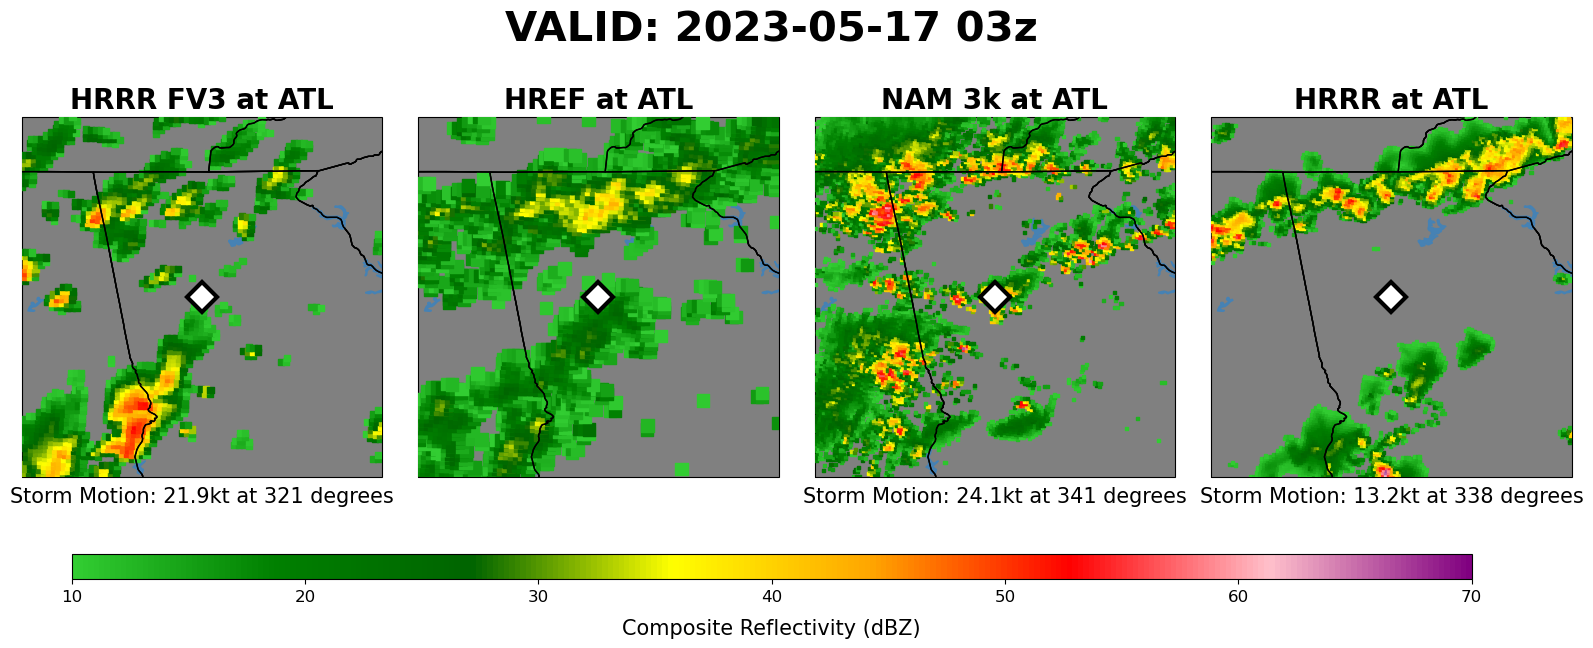 VALID: 2023-05-17 03z
HRRR FV3 at ATL
HREF at ATL
NAM 3k at ATL
HRRR at ATL
Storm Motion: 21.9kt at 321 degrees
Storm Motion: 24.1kt at 341 degrees
Storm Motion: 13.2kt at 338 degrees
10 20 30 40 50 60 70
Composite Reflectivity (dBZ)